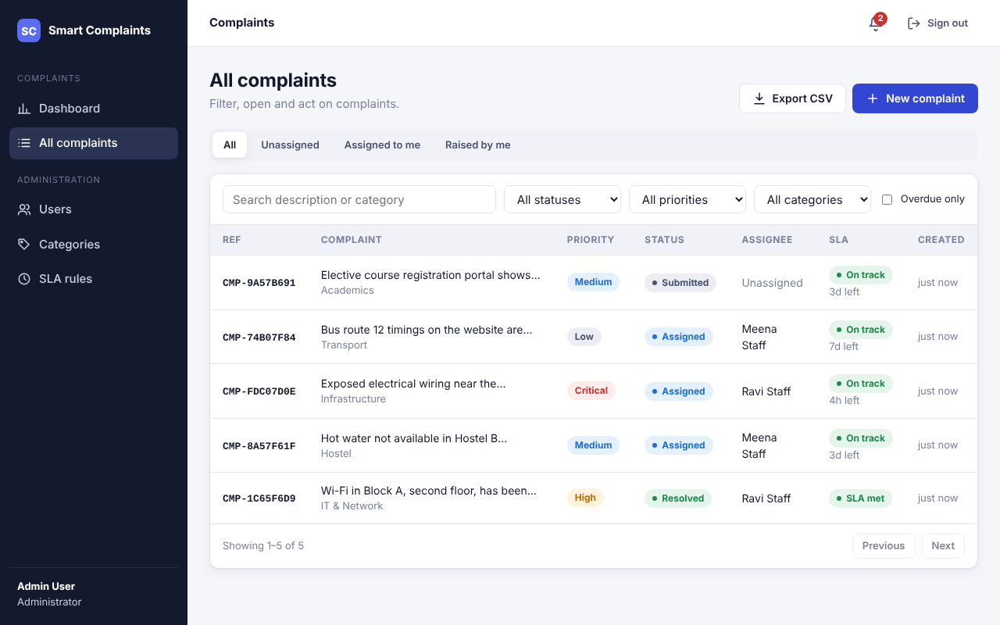 SC Smart Complaints
COMPLAINTS
Dashboard
All complaints
ADMINISTRATION
Users
Categories
SLA rules
Admin User
Administrator
Complaints
2
Sign out
All complaints
Filter, open and act on complaints.
Export CSV
New complaint
All Unassigned Assigned to me Raised by me
Search description or category All statuses All priorities All categories Overdue only
REF COMPLAINT PRIORITY STATUS ASSIGNEE SLA CREATED
CMP-9A57B691 Elective course registration portal shows... Medium Submitted Unassigned On track just now
Academics 3d left
CMP-74B07F84 Bus route 12 timings on the website are... Low Assigned Meena Staff On track just now
Transport 7d left
CMP-FDC07D0E Exposed electrical wiring near the... Critical Assigned Ravi Staff On track just now
Infrastructure 4h left
CMP-8A57F61F Hot water not available in Hostel B... Medium Assigned Meena Staff On track just now
Hostel 3d left
CMP-1C65F6D9 Wi-Fi in Block A, second floor, has been... High Resolved Ravi Staff SLA met just now
IT & Network
Showing 1–5 of 5 Previous Next